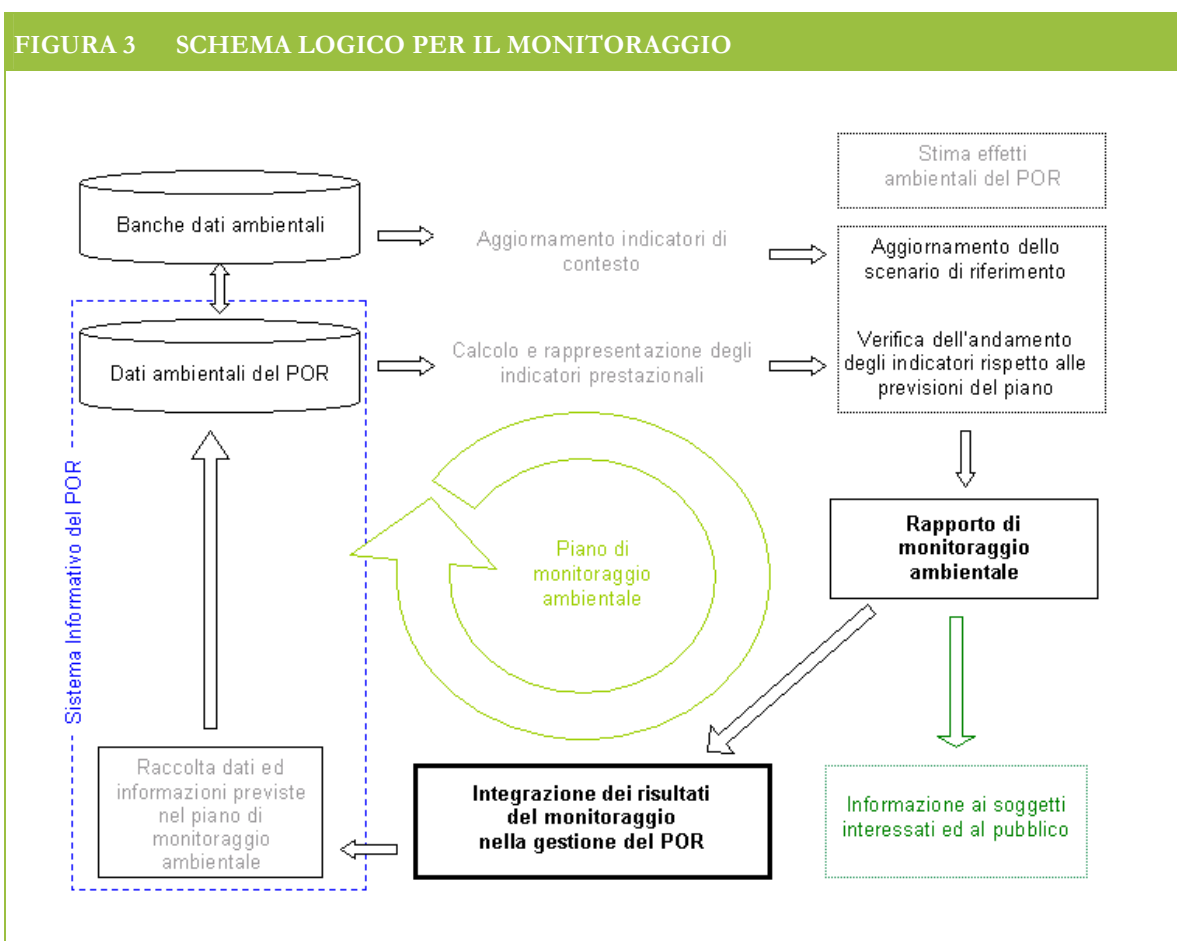 FIGURA 3 SCHEMA LOGICO PER IL MONITORAGGIO
Stima effetti
ambientali del POR
Banche dati ambientali
Aggiornamento indicatori di
contesto
Aggiornamento dello
scenario di riferimento
Dati ambientali del POR
Calcolo e rappresentazione degli
indicatori prestazionali
Verifica dell'andamento
degli indicatori rispetto alle
previsioni del piano
Sistema Informativo del POR
Piano di
monitoraggio
ambientale
Rapporto di
monitoraggio
ambientale
Raccolta dati ed
informazioni previste
nel piano di
monitoraggio
ambientale
Integrazione dei risultati
del monitoraggio
nella gestione del POR
Informazione ai soggetti
interessati ed al pubblico